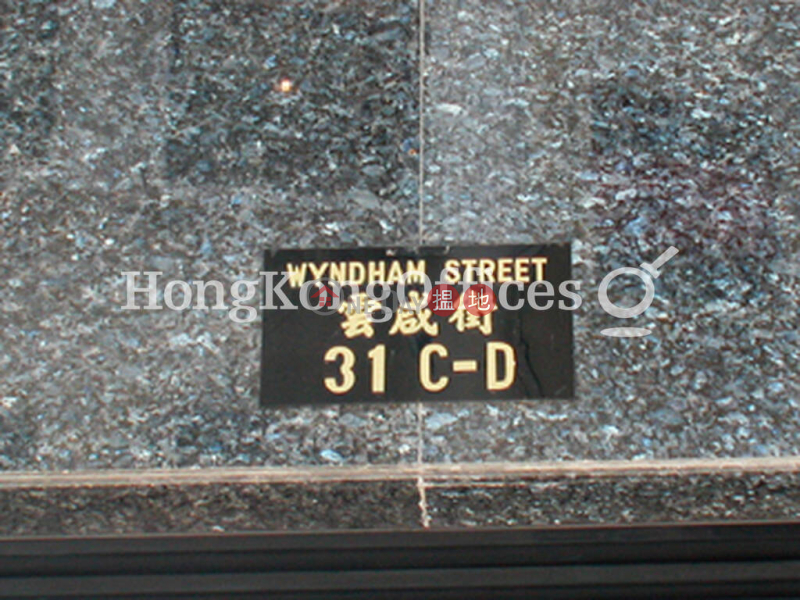 WYNDHAM STREET
HongKongOffices
雲咸街
31 C-D